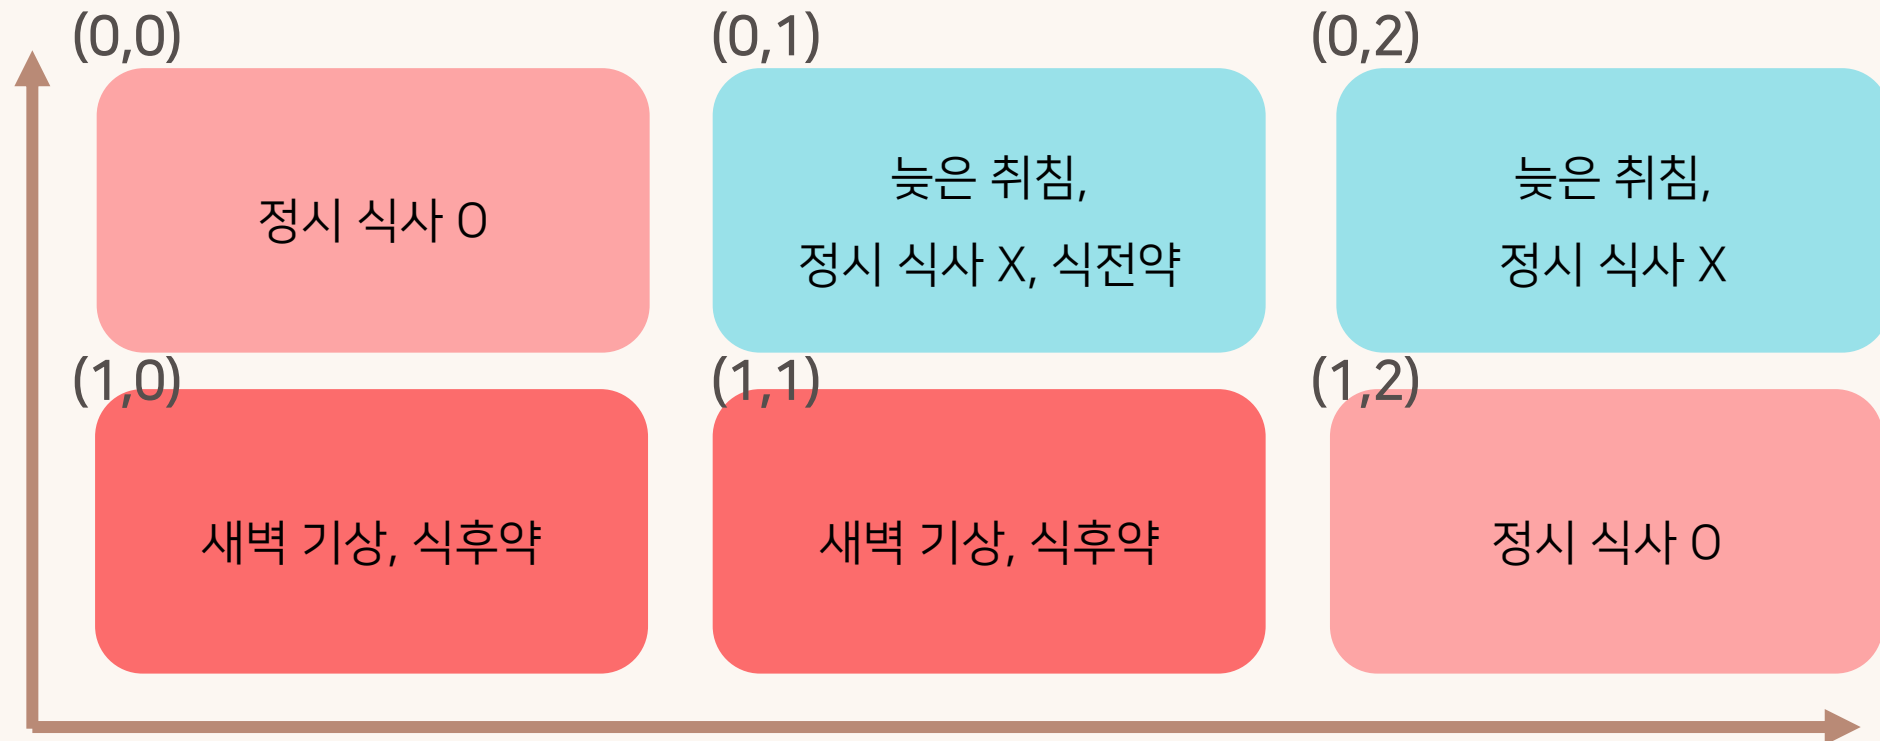 (0,0)
(0,1)
(0,2)
정시 식사 O
늦은 취침,
정시 식사 X, 식전약
늦은 취침,
정시 식사 X
(1,0)
(1,1)
(1,2)
새벽 기상, 식후약
새벽 기상, 식후약
정시 식사 O